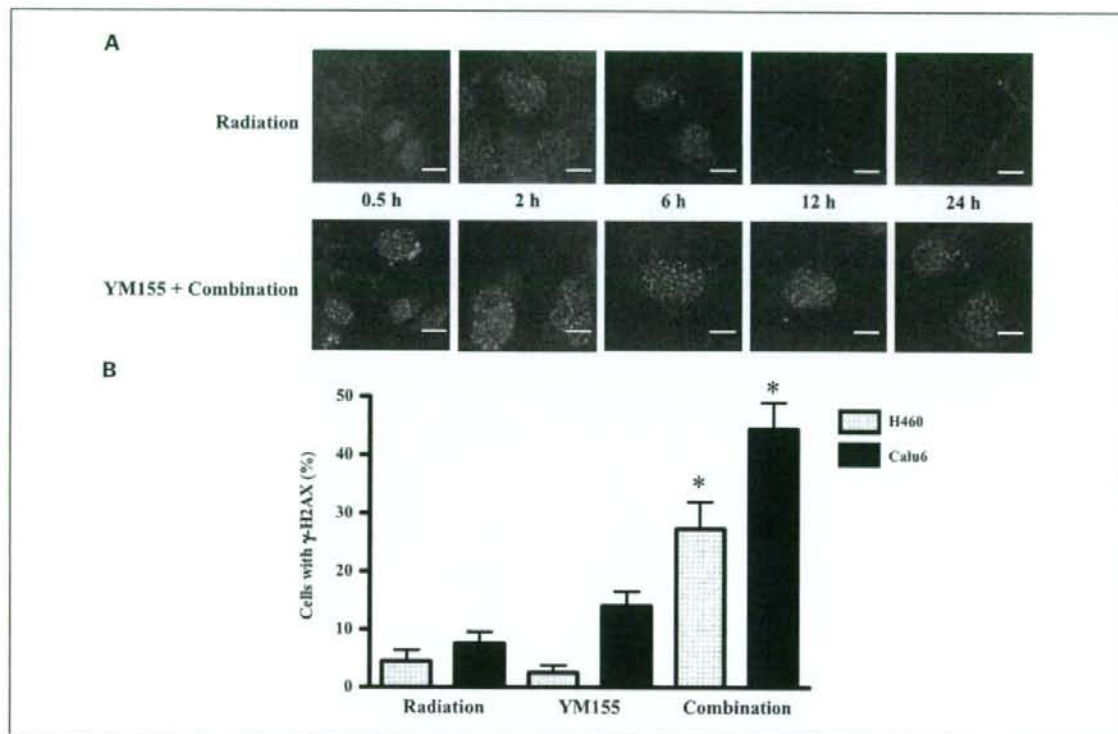 A
Radiation
0.5 h 2 h 6 h 12 h 24 h
YM155 + Combination
B
50
40
30
20
10
0
Cells with γ-H2AX (%)
*
*
H460
Calu6
Radiation YM155 Combination